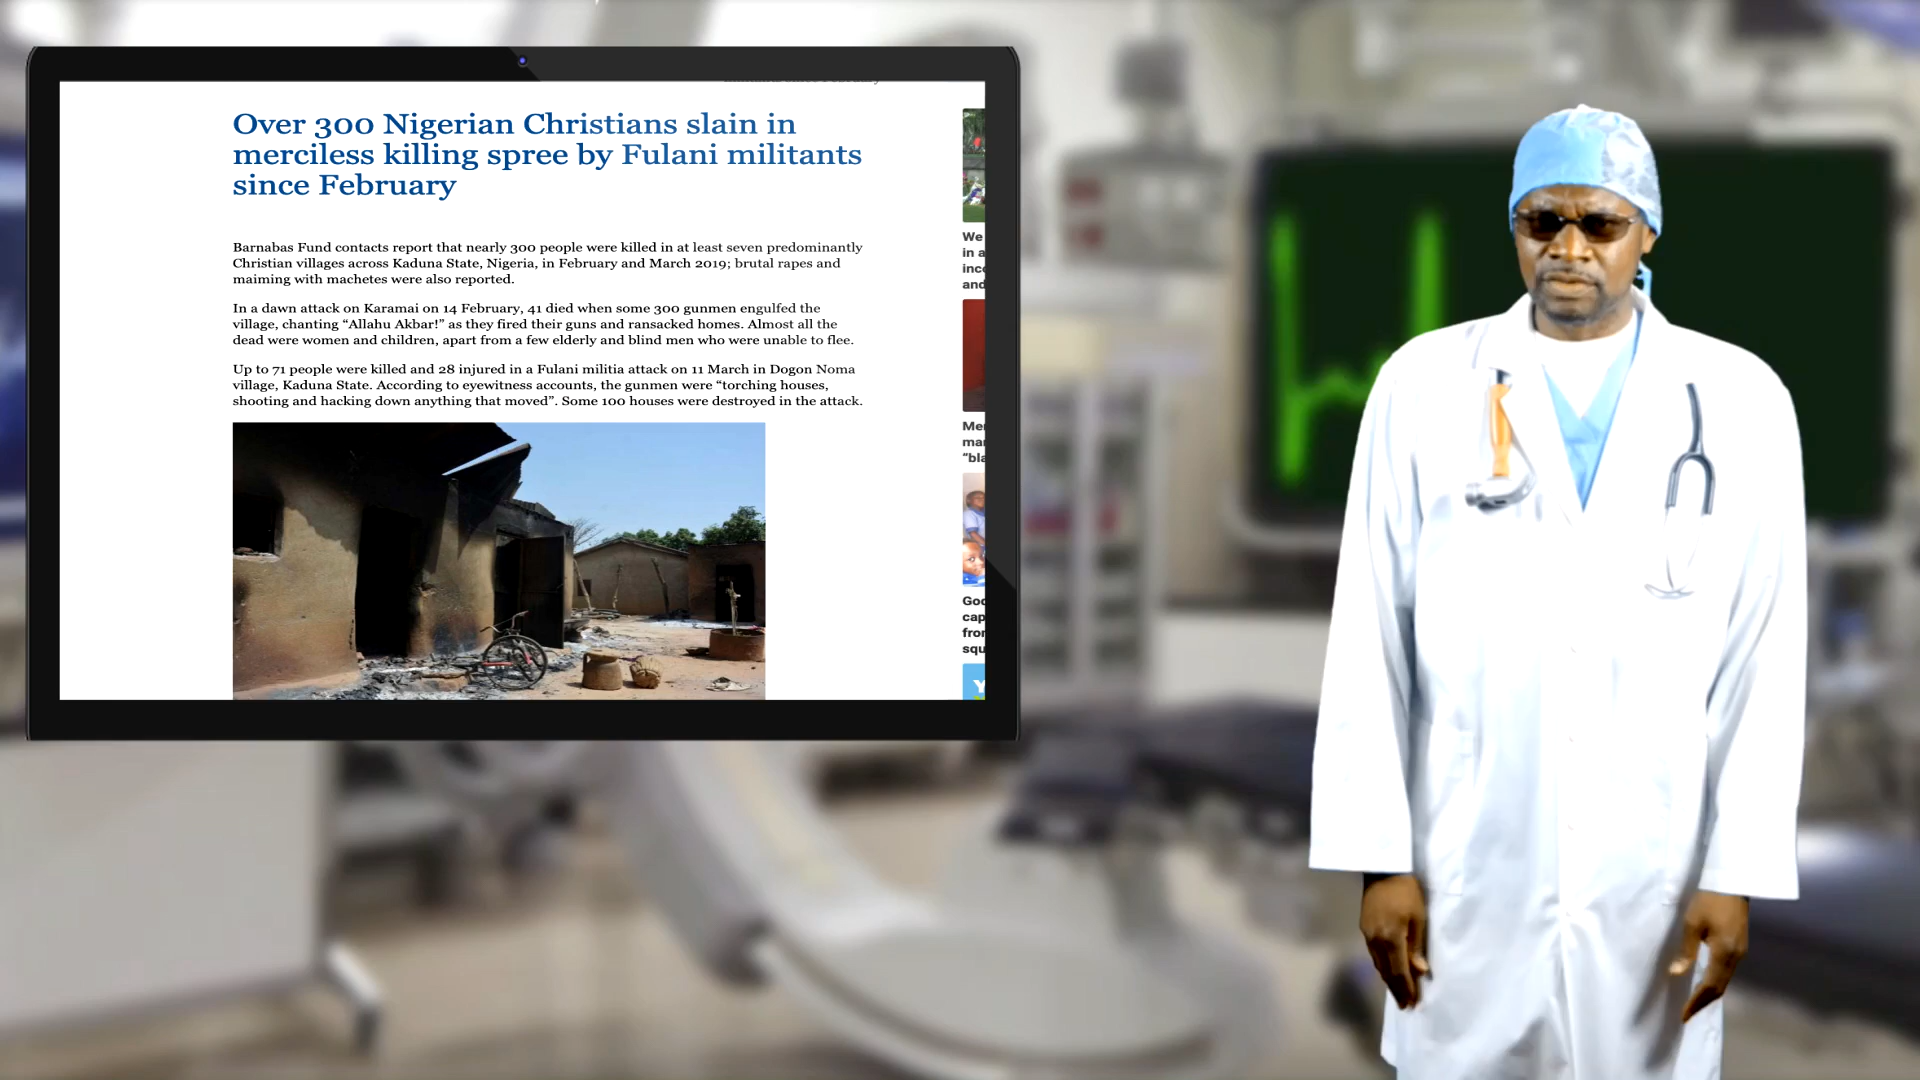 Over 300 Nigerian Christians slain in
merciless killing spree by Fulani militants
since February
Barnabas Fund contacts report that nearly 300 people were killed in at least seven predominantly
Christian villages across Kaduna State, Nigeria, in February and March 2019; brutal rapes and
maiming with machetes were also reported.
In a dawn attack on Karamai on 14 February, 41 died when some 300 gunmen engulfed the
village, chanting “Allahu Akbar!” as they fired their guns and ransacked homes. Almost all the
dead were women and children, apart from a few elderly and blind men who were unable to flee.
Up to 71 people were killed and 28 injured in a Fulani militia attack on 11 March in Dogon Noma
village, Kaduna State. According to eyewitness accounts, the gunmen were “torching houses,
shooting and hacking down anything that moved”. Some 100 houses were destroyed in the attack.
We
in a
and